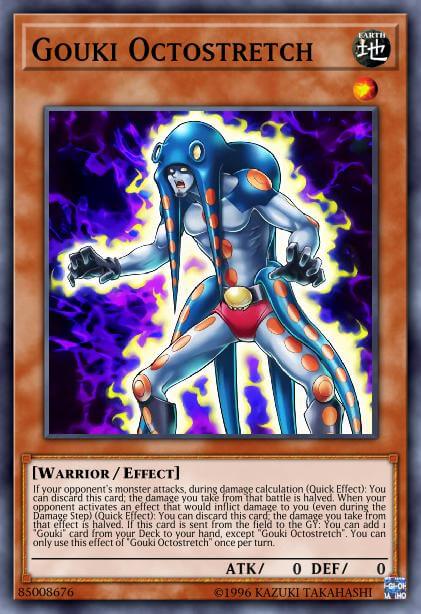 Gouki Octostretch
EARTH
地
[Warrior / Effect]
If your opponent's monster attacks, during damage calculation (Quick Effect): You
can discard this card; the damage you take from that battle is halved. When your
opponent activates an effect that would inflict damage to you (even during the
Damage Step) (Quick Effect): You can discard this card; the damage you take from
that effect is halved. If this card is sent from the field to the GY: You can add 1
"Gouki" card from your Deck to your hand, except "Gouki Octostretch". You can
only use this effect of "Gouki Octostretch" once per turn.
ATK/ 0 DEF/ 0
85008676 ©1996 KAZUKI TAKAHASHI